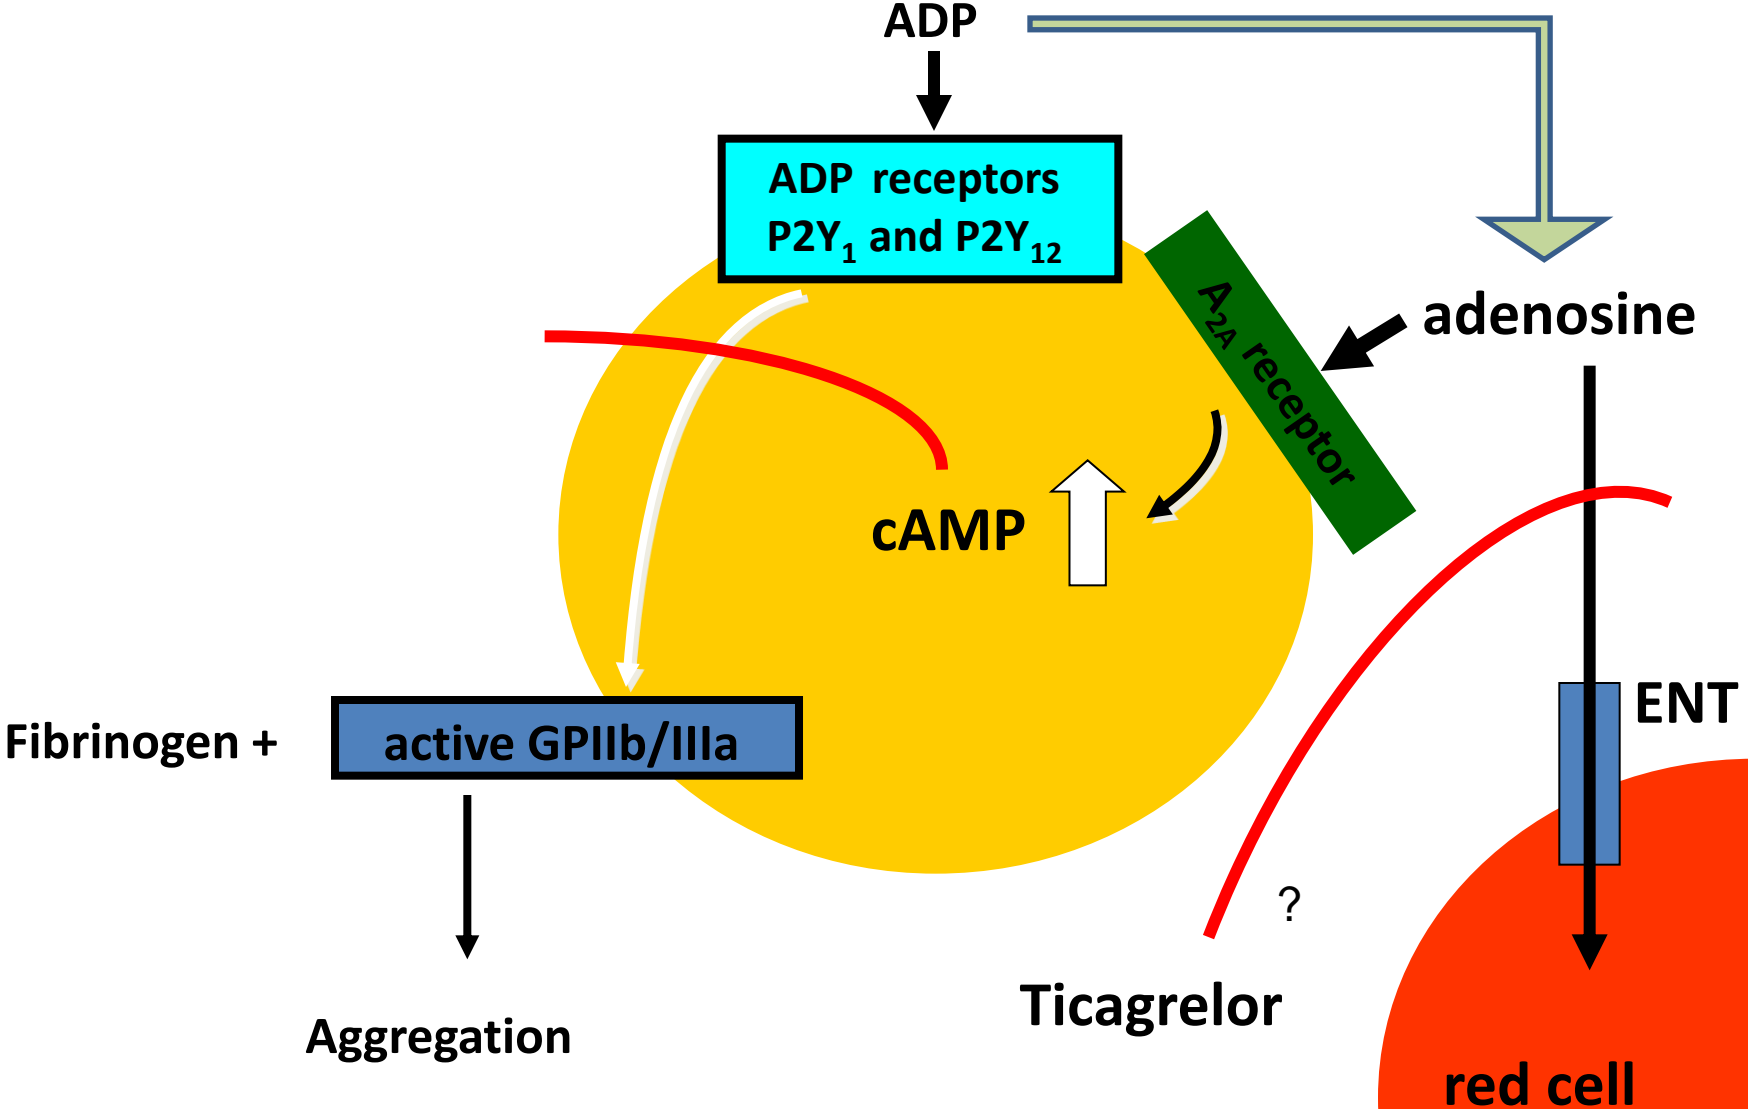 ADP
ADP receptors
P2Y₁ and P2Y₁₂
A₂A receptor
adenosine
cAMP
ENT
Fibrinogen +
active GPIIb/IIIa
?
Ticagrelor
Aggregation
red cell